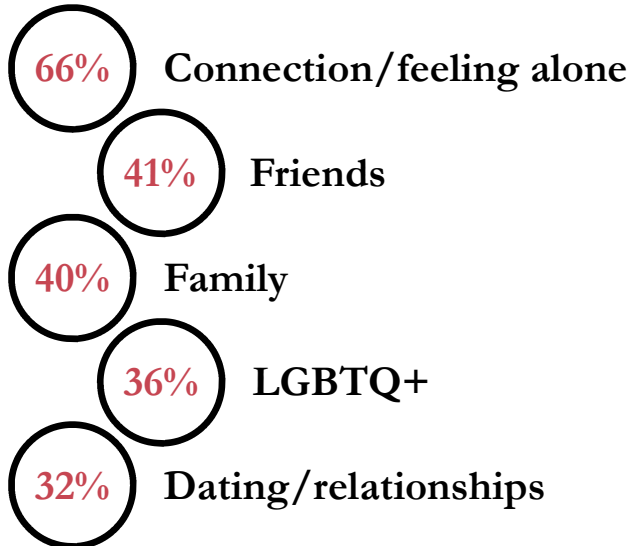 66% Connection/feeling alone
41% Friends
40% Family
36% LGBTQ+
32% Dating/relationships